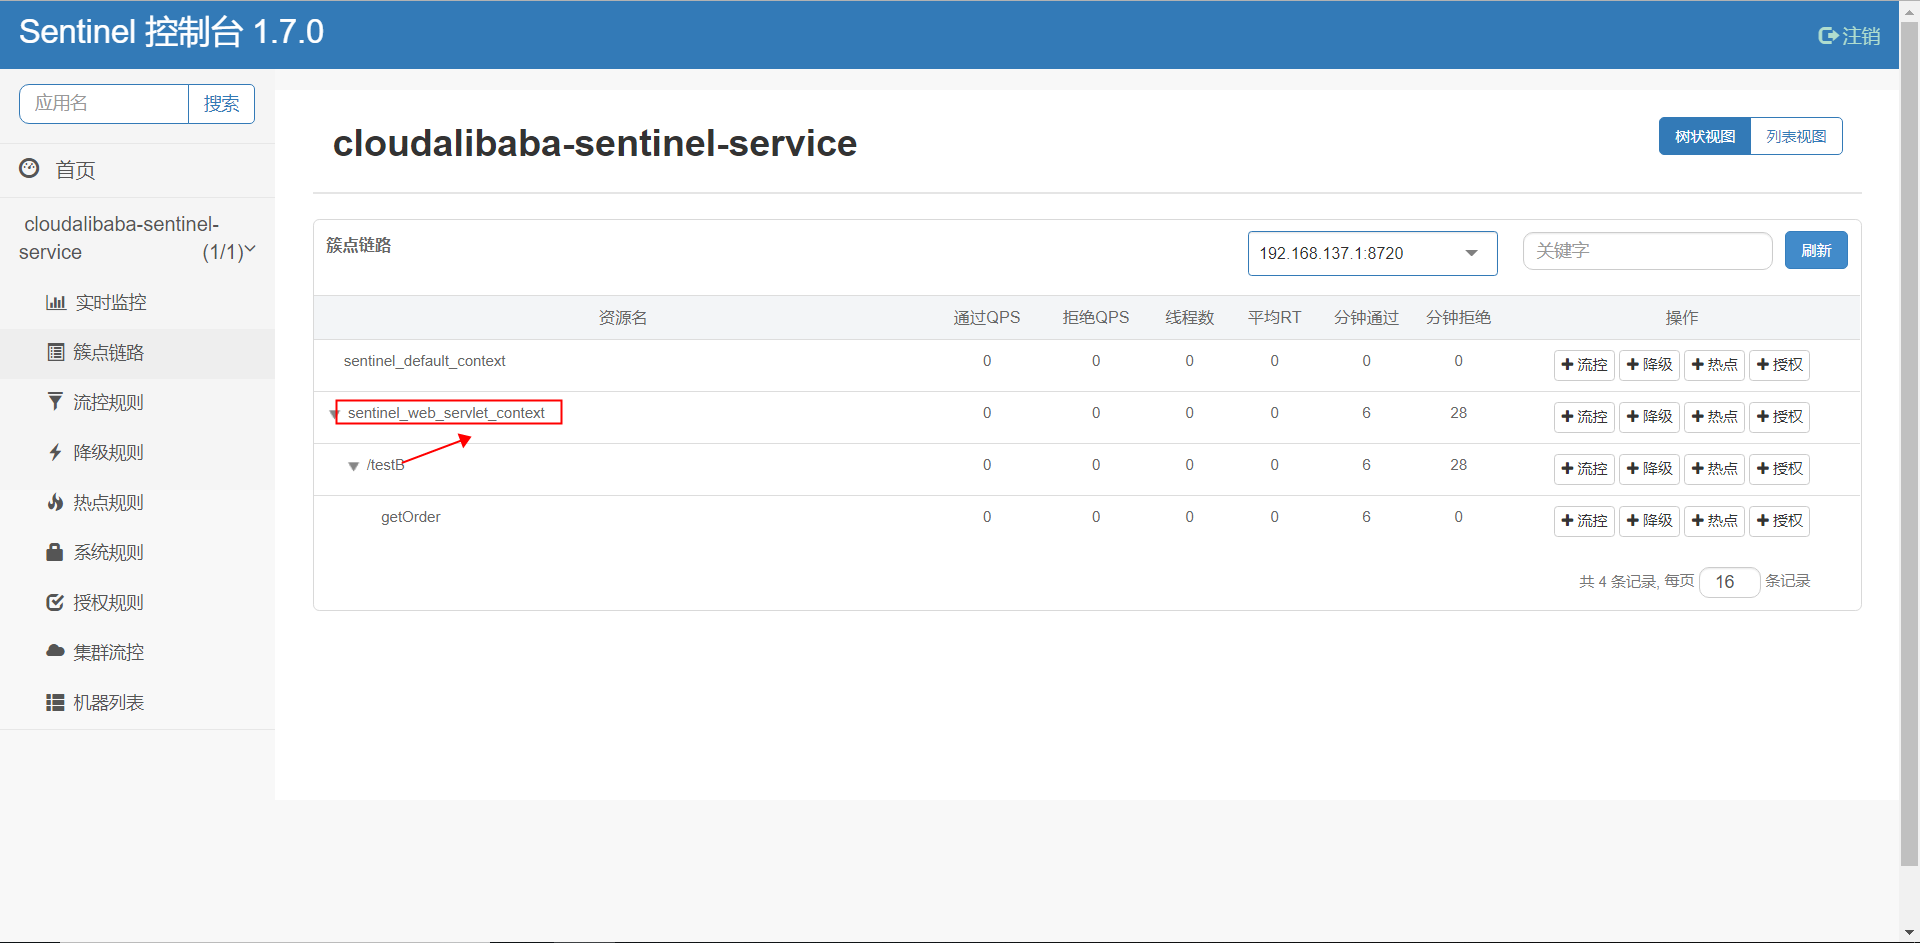 Sentinel 控制台 1.7.0
注销
应用名
搜索
首页
cloudalibaba-sentinel-
service (1/1)
实时监控
簇点链路
流控规则
降级规则
热点规则
系统规则
授权规则
集群流控
机器列表
cloudalibaba-sentinel-service
树状视图 列表视图
簇点链路
192.168.137.1:8720
关键字
刷新
资源名 通过QPS 拒绝QPS 线程数 平均RT 分钟通过 分钟拒绝 操作
sentinel_default_context 0 0 0 0 0 0 流控 降级 热点 授权
sentinel_web_servlet_context 0 0 0 0 6 28 流控 降级 热点 授权
/testB 0 0 0 0 6 28 流控 降级 热点 授权
getOrder 0 0 0 0 6 0 流控 降级 热点 授权
共 4 条记录, 每页 16 条记录